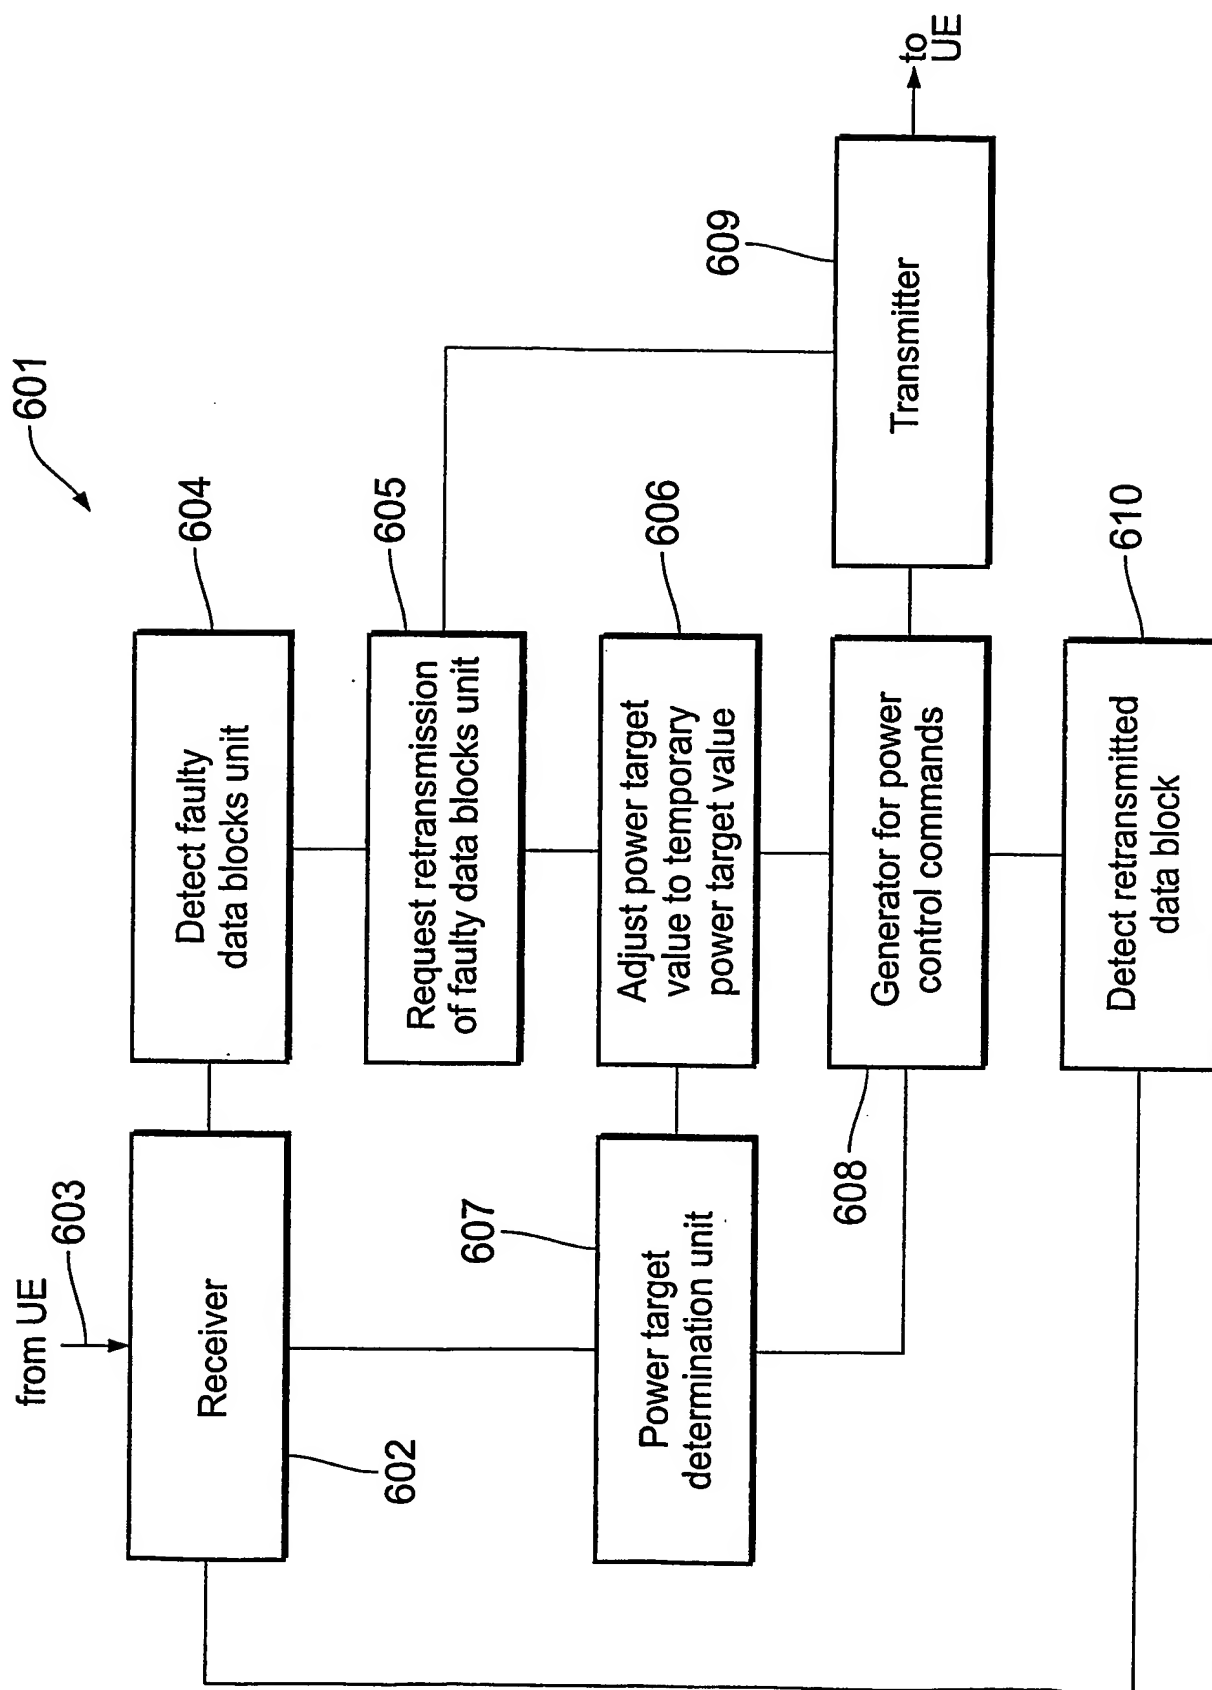 601
from UE
603
Receiver
602
604
Detect faulty
data blocks unit
605
Request retransmission
of faulty data blocks unit
607
Power target
determination unit
606
Adjust power target
value to temporary
power target value
608
Generator for power
control commands
609
Transmitter
to
UE
610
Detect retransmitted
data block